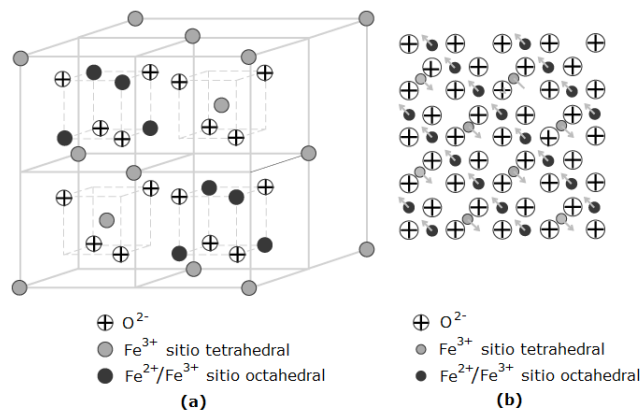 O²⁻
Fe³⁺ sitio tetrahedral
Fe²⁺/Fe³⁺ sitio octahedral
(a)
O²⁻
Fe³⁺ sitio tetrahedral
Fe²⁺/Fe³⁺ sitio octahedral
(b)